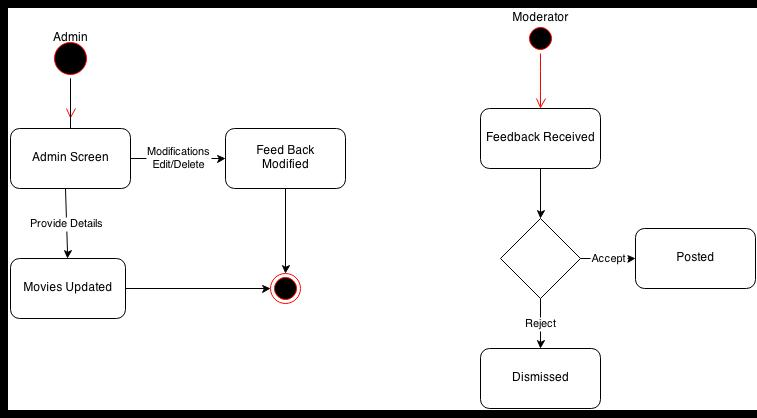 Admin
Admin Screen
Modifications
Edit/Delete
Feed Back
Modified
Provide Details
Movies Updated
Moderator
Feedback Received
Accept
Posted
Reject
Dismissed